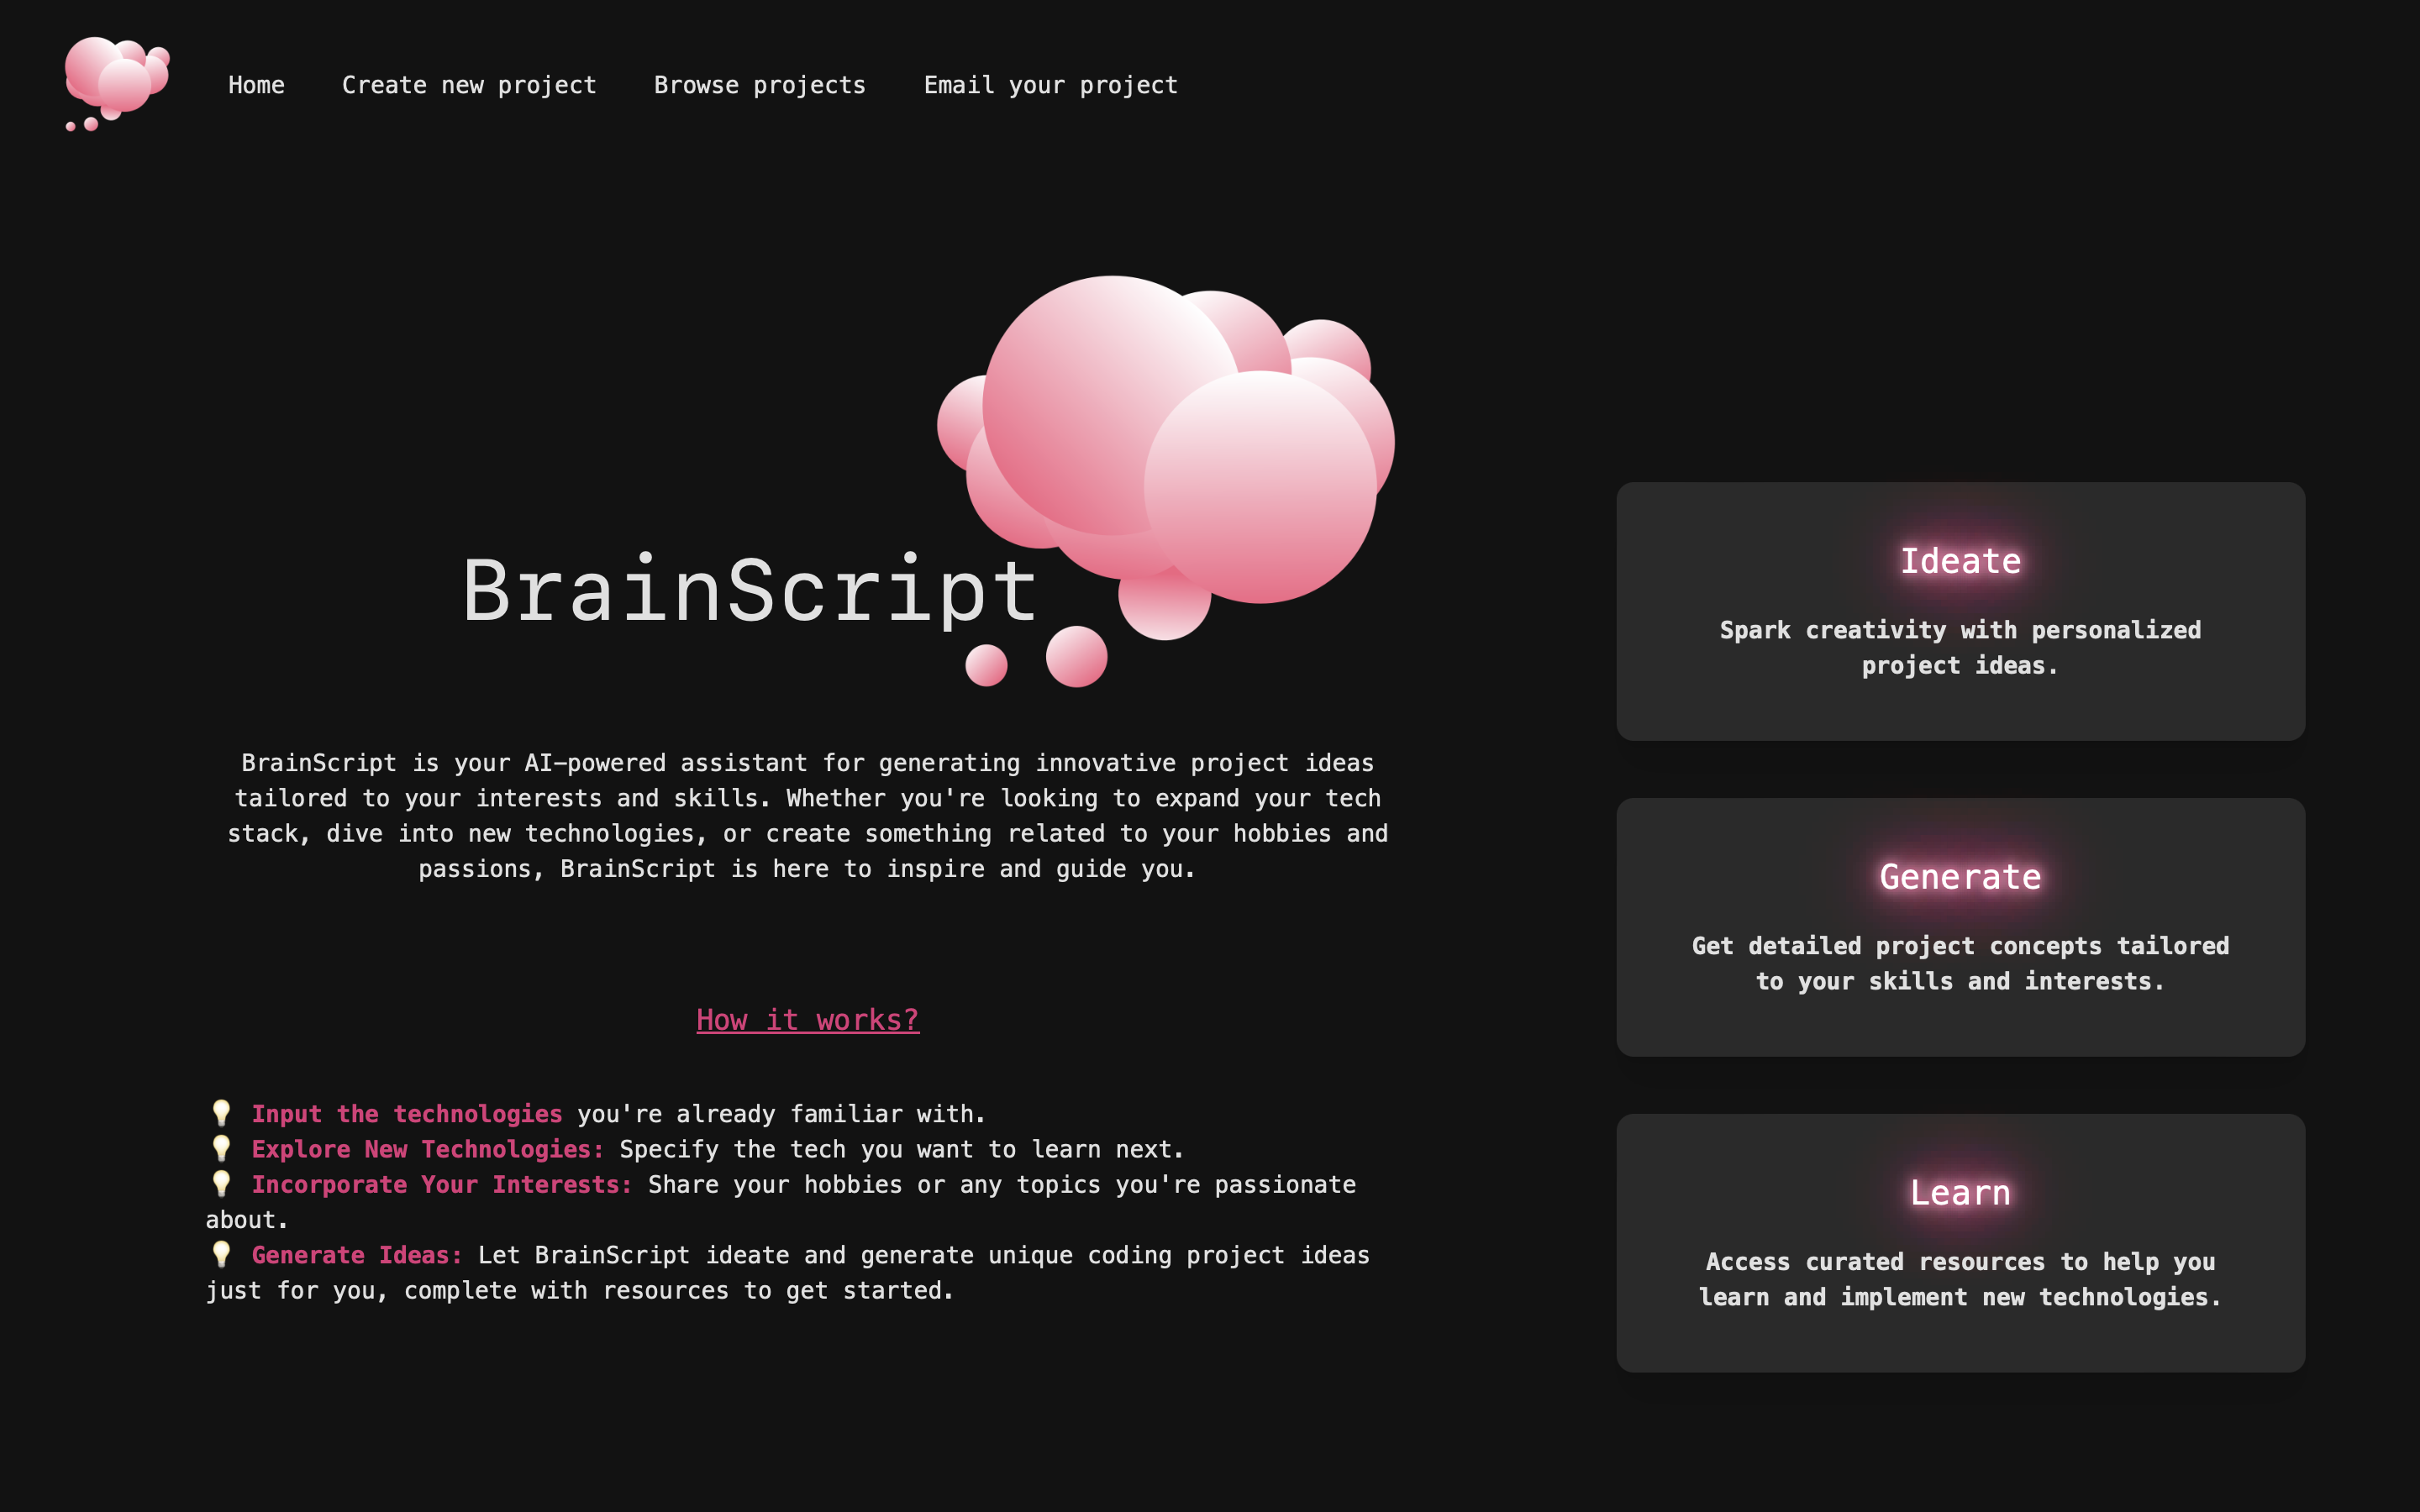 Home
Create new project
Browse projects
Email your project
BrainScript
BrainScript is your AI-powered assistant for generating innovative project ideas
tailored to your interests and skills. Whether you're looking to expand your tech
stack, dive into new technologies, or create something related to your hobbies and
passions, BrainScript is here to inspire and guide you.
How it works?
💡 Input the technologies you're already familiar with.
💡 Explore New Technologies: Specify the tech you want to learn next.
💡 Incorporate Your Interests: Share your hobbies or any topics you're passionate
about.
💡 Generate Ideas: Let BrainScript ideate and generate unique coding project ideas
just for you, complete with resources to get started.
Ideate
Spark creativity with personalized
project ideas.
Generate
Get detailed project concepts tailored
to your skills and interests.
Learn
Access curated resources to help you
learn and implement new technologies.